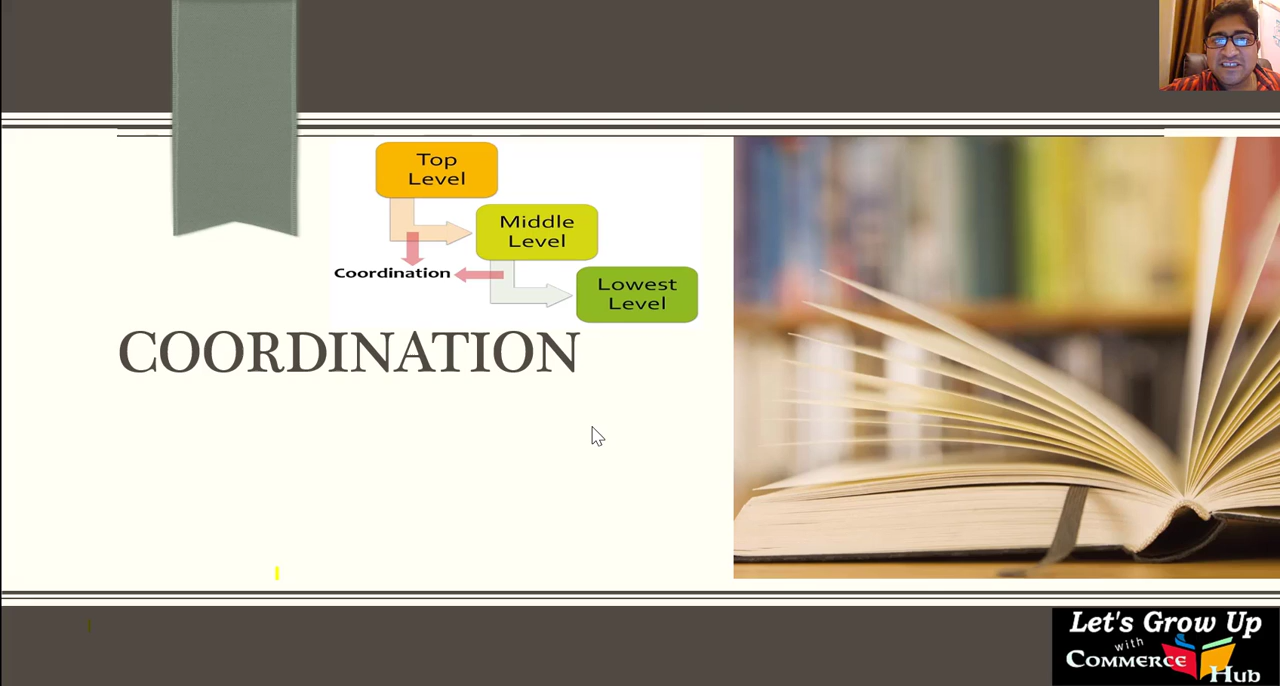 Top
Level
Middle
Level
Coordination
Lowest
Level
COORDINATION
Let's Grow Up
with
COMMERCE
Hub